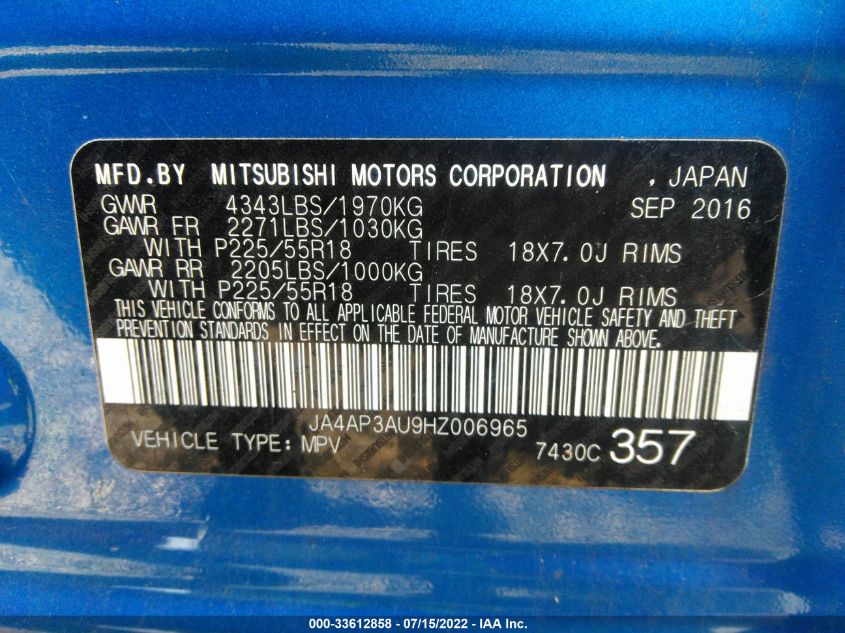 MFD.BY MITSUBISHI MOTORS CORPORATION , JAPAN
GVWR 4343LBS/1970KG SEP 2016
GAWR FR 2271LBS/1030KG
WITH P225/55R18 TIRES 18X7.0J RIMS
GAWR RR 2205LBS/1000KG
WITH P225/55R18 TIRES 18X7.0J RIMS
THIS VEHICLE CONFORMS TO ALL APPLICABLE FEDERAL MOTOR VEHICLE SAFETY AND THEFT
PREVENTION STANDARDS IN EFFECT ON THE DATE OF MANUFACTURE SHOWN ABOVE.
JA4AP3AU9HZ006965
VEHICLE TYPE: MPV 7430C 357
000-33612858 - 07/15/2022 - IAA Inc.